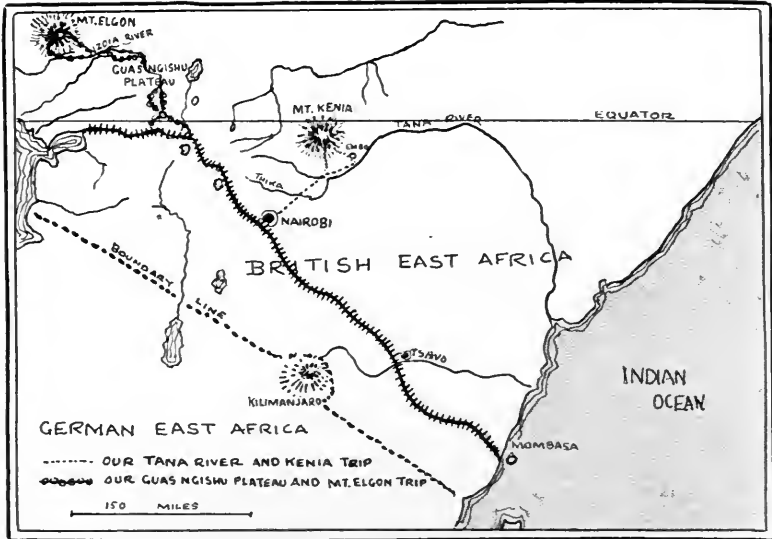 MT. ELGON
IZOIA RIVER
GUAS NGISHU
PLATEAU
MT. KENIA
TANA RIVER
EQUATOR
EMBO
THIKA
NAIROBI
BRITISH EAST AFRICA
BOUNDARY
LINE
TSAVO
KILIMANJARO
INDIAN
OCEAN
GERMAN EAST AFRICA
MOMBASA
OUR TANA RIVER AND KENIA TRIP
OUR GUAS NGISHU PLATEAU AND MT. ELGON TRIP
150 MILES